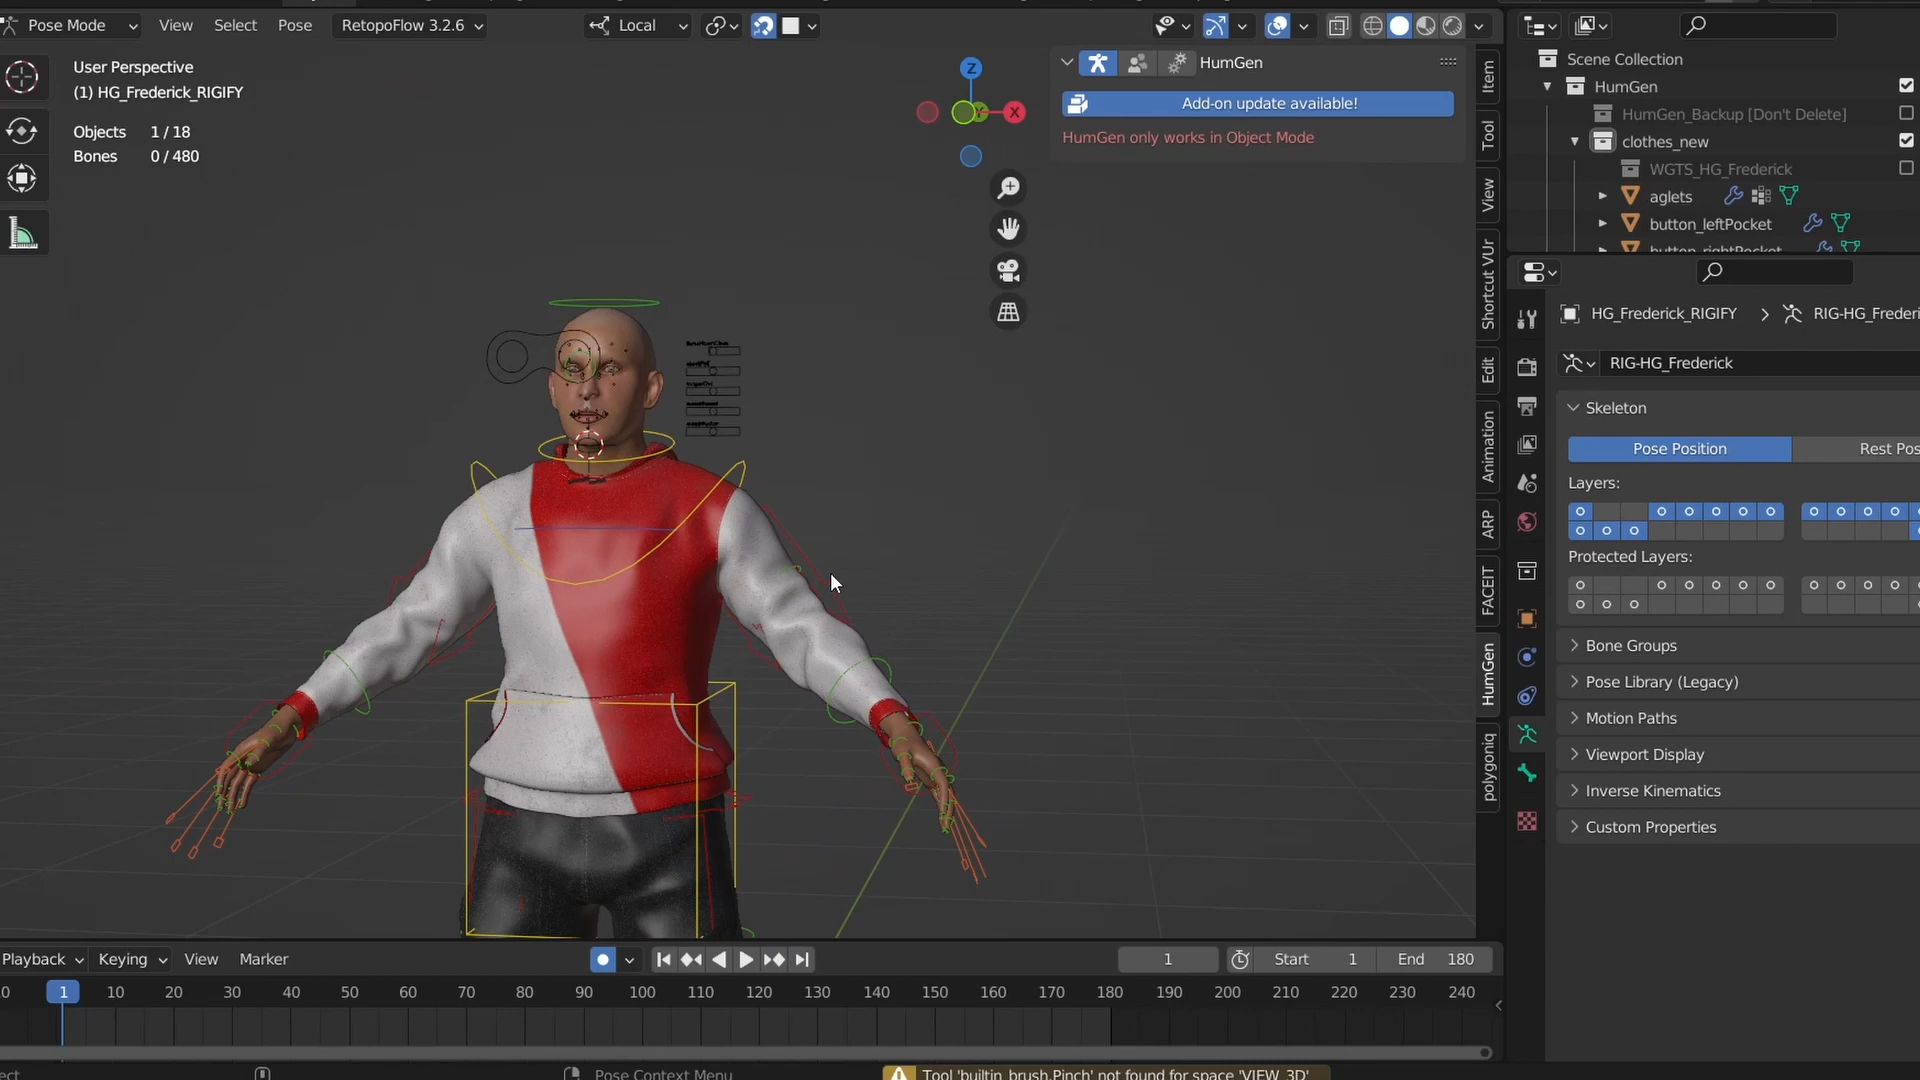 Pose Mode View Select Pose RetopoFlow 3.2.6 Local
User Perspective
(1) HG_Frederick_RIGIFY
Objects 1 / 18
Bones 0 / 480
Z
X
HumGen
Add-on update available!
HumGen only works in Object Mode
Item
Tool
View
Shortcut VUr
Edit
Animation
ARP
FACEIT
HumGen
polygoniq
Scene Collection
HumGen
HumGen_Backup [Don't Delete]
clothes_new
WGTS_HG_Frederick
aglets
button_leftPocket
button_rightPocket
HG_Frederick_RIGIFY > RIG-HG_Frederi
RIG-HG_Frederick
Skeleton
Pose Position Rest Pos
Layers:
Protected Layers:
Bone Groups
Pose Library (Legacy)
Motion Paths
Viewport Display
Inverse Kinematics
Custom Properties
Playback Keying View Marker 1 Start 1 End 180
0 1 10 20 30 40 50 60 70 80 90 100 110 120 130 140 150 160 170 180 190 200 210 220 230 240
ect Pose Context Menu Tool 'builtin_brush.Pinch' not found for space 'VIEW_3D'